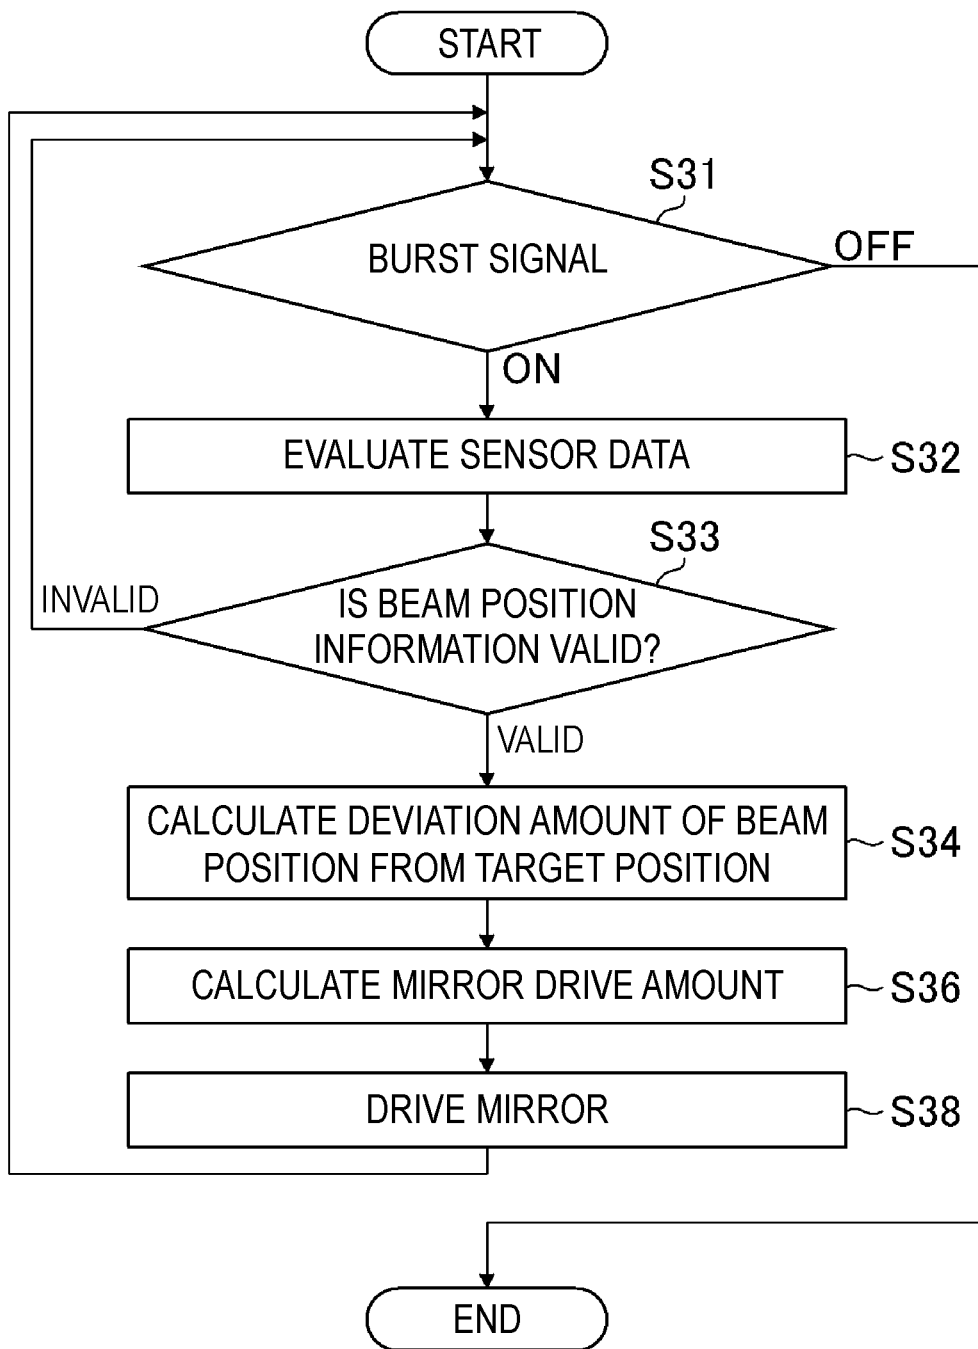 START
S31
BURST SIGNAL
OFF
ON
EVALUATE SENSOR DATA
S32
S33
INVALID
IS BEAM POSITION
INFORMATION VALID?
VALID
CALCULATE DEVIATION AMOUNT OF BEAM
POSITION FROM TARGET POSITION
S34
CALCULATE MIRROR DRIVE AMOUNT
S36
DRIVE MIRROR
S38
END